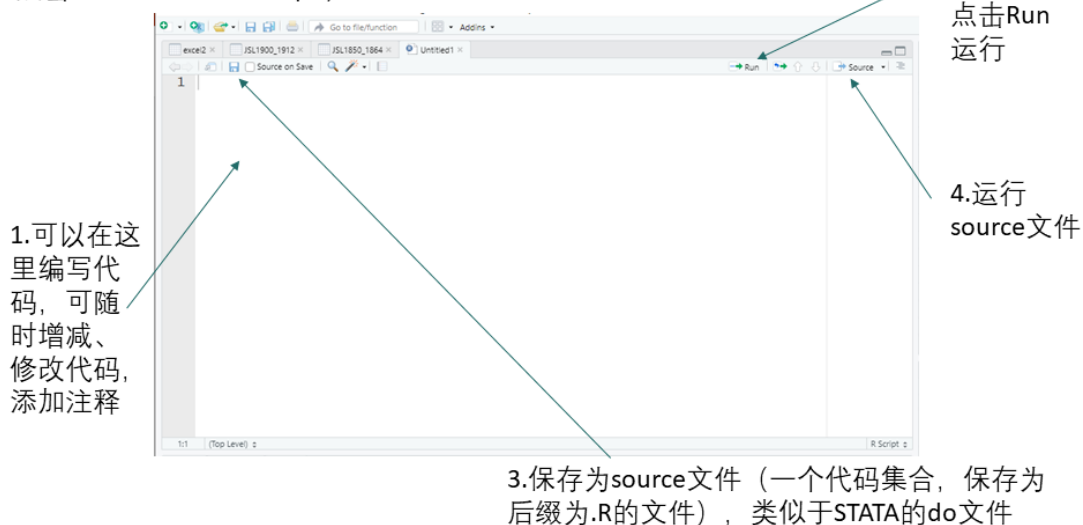 Go to file/function
Addins
excel2 ×
JSL1900_1912 ×
JSL1850_1864 ×
Untitled1 ×
Source on Save
Run
Source
1
点击Run
运行
4.运行
source文件
1.可以在这
里编写代
码，可随
时增减、
修改代码，
添加注释
1:1
(Top Level)
R Script
3.保存为source文件（一个代码集合，保存为
后缀为.R的文件），类似于STATA的do文件